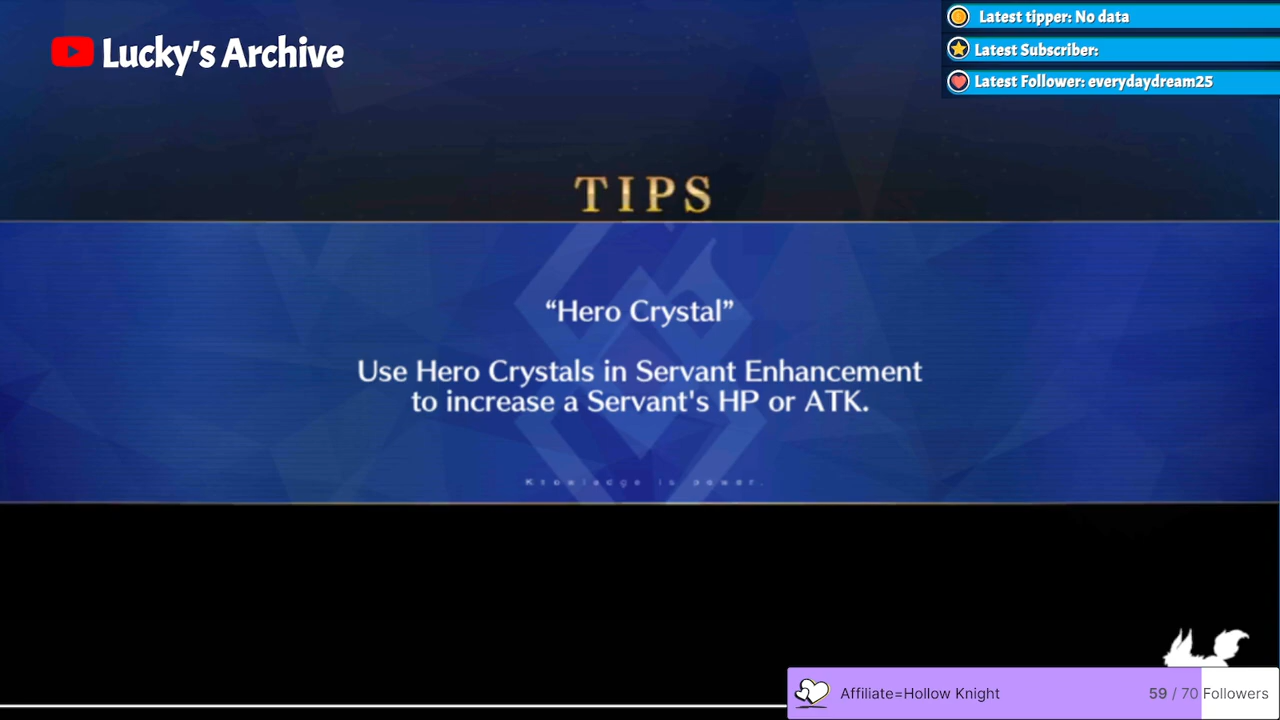 Lucky's Archive
Latest tipper: No data
Latest Subscriber:
Latest Follower: everydaydream25
TIPS
“Hero Crystal”
Use Hero Crystals in Servant Enhancement
to increase a Servant's HP or ATK.
Knowledge is power.
Affiliate=Hollow Knight
59 / 70 Followers